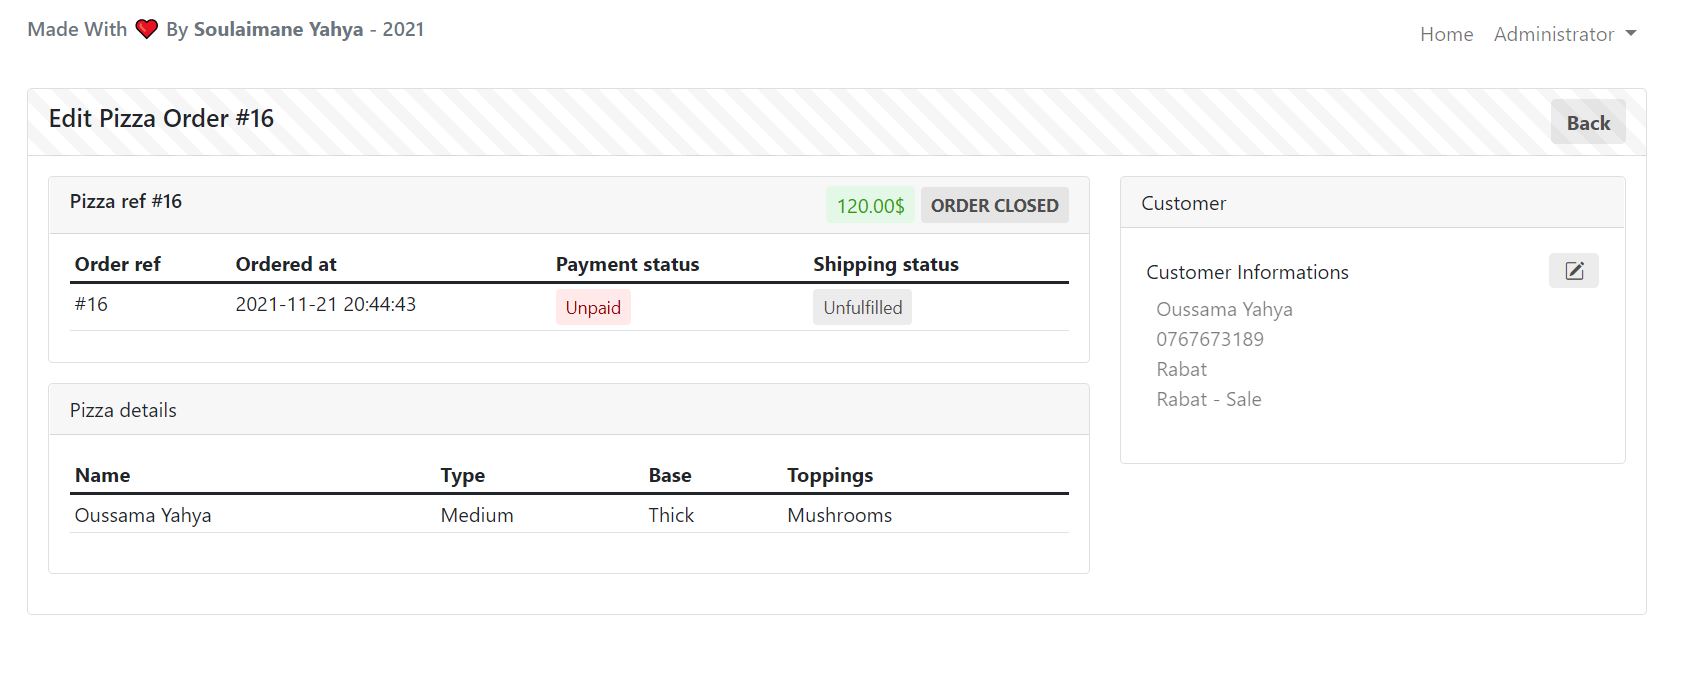 Made With ❤️ By Soulaimane Yahya - 2021
Home Administrator
Edit Pizza Order #16
Back
Pizza ref #16
120.00$ ORDER CLOSED
Order ref Ordered at Payment status Shipping status
#16 2021-11-21 20:44:43 Unpaid Unfulfilled
Pizza details
Name Type Base Toppings
Oussama Yahya Medium Thick Mushrooms
Customer
Customer Informations
Oussama Yahya
0767673189
Rabat
Rabat - Sale